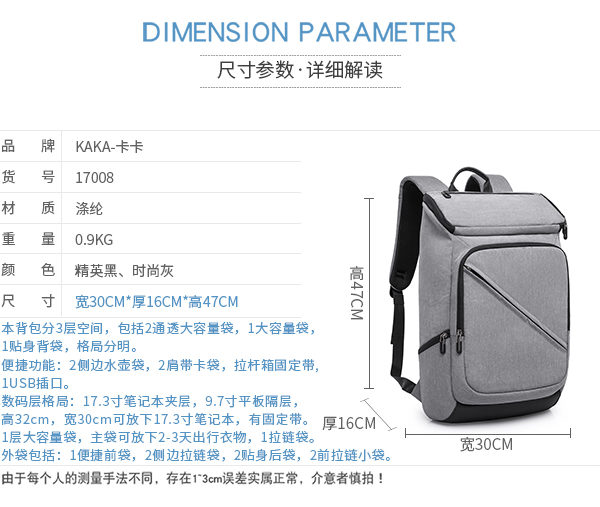 DIMENSION PARAMETER
尺寸参数·详细解读
品 牌 KAKA-卡卡
货 号 17008
材 质 涤纶
重 量 0.9KG
颜 色 精英黑、时尚灰
尺 寸 宽30CM*厚16CM*高47CM
本背包分3层空间，包括2通透大容量袋，1大容量袋，
1贴身背袋，格局分明。
便捷功能：2侧边水壶袋，2肩带卡袋，拉杆箱固定带，
1USB插口。
数码层格局：17.3寸笔记本夹层，9.7寸平板隔层，
高32cm，宽30cm可放下17.3寸笔记本，有固定带。
1层大容量袋，主袋可放下2-3天出行衣物，1拉链袋。
外袋包括：1便捷前袋，2侧边拉链袋，2贴身后袋，2前拉链小袋。
由于每个人的测量手法不同，存在1~3cm误差实属正常，介意者慎拍！
高47CM
厚16CM
宽30CM